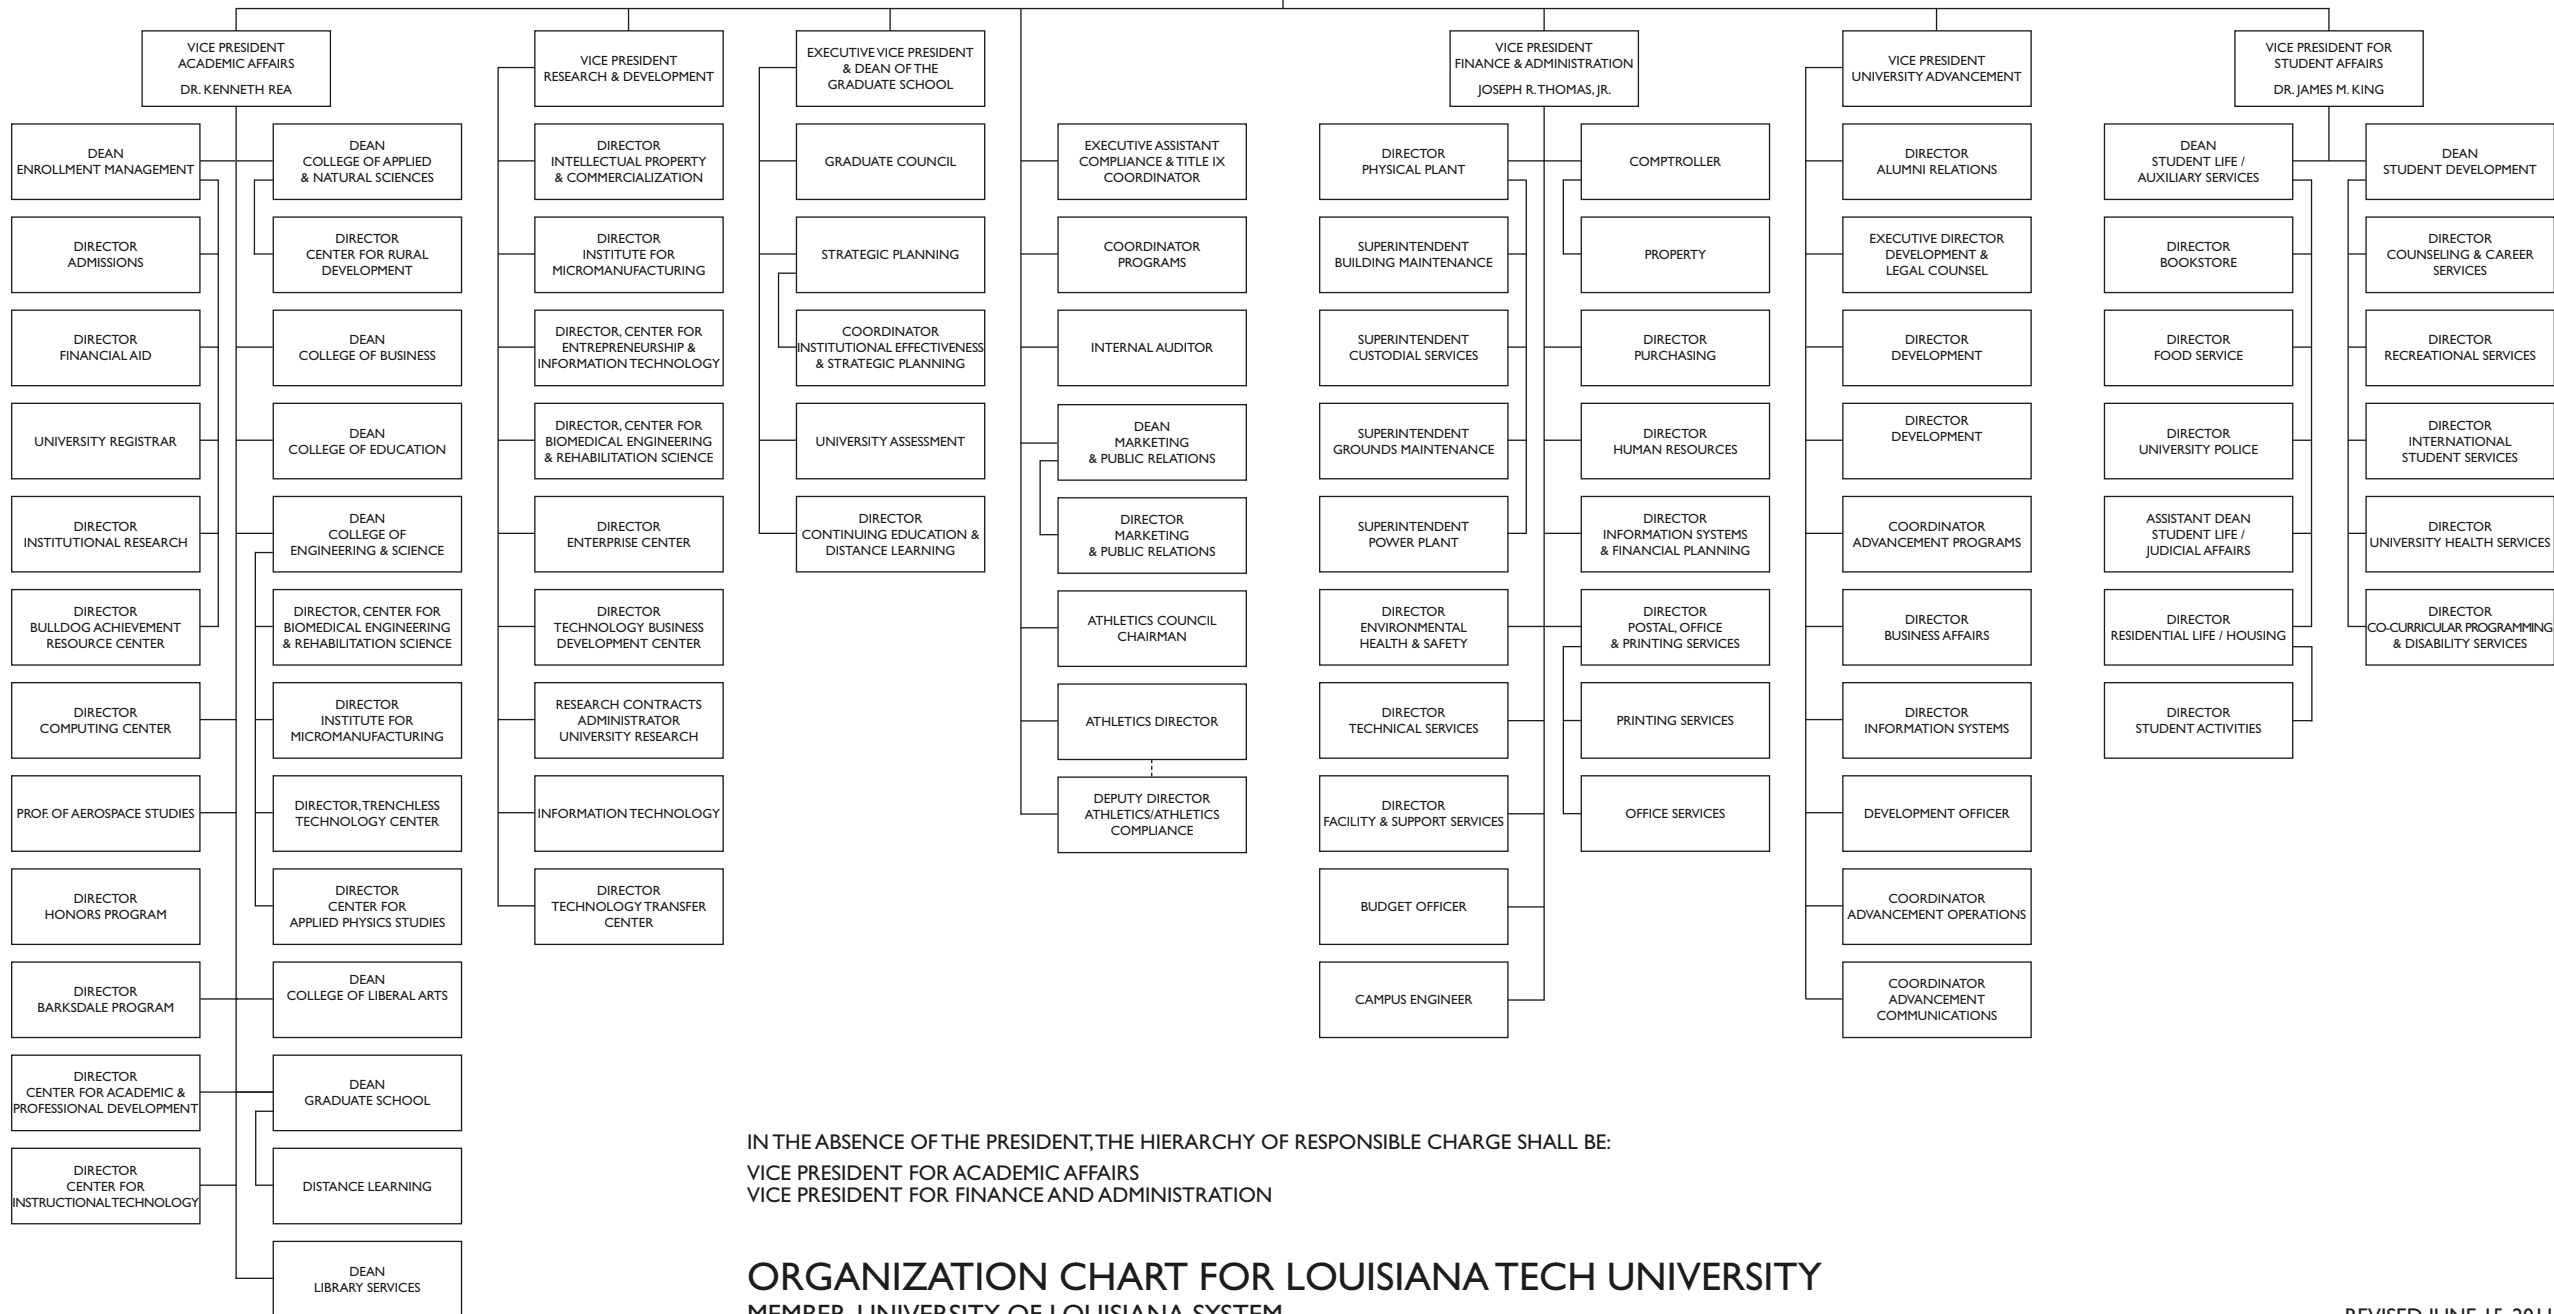 VICE PRESIDENT
ACADEMIC AFFAIRS
DR. KENNETH REA
DEAN
ENROLLMENT MANAGEMENT
DIRECTOR
ADMISSIONS
DIRECTOR
FINANCIAL AID
UNIVERSITY REGISTRAR
DIRECTOR
INSTITUTIONAL RESEARCH
DIRECTOR
BULLDOG ACHIEVEMENT
RESOURCE CENTER
DIRECTOR
COMPUTING CENTER
PROF. OF AEROSPACE STUDIES
DIRECTOR
HONORS PROGRAM
DIRECTOR
BARKSDALE PROGRAM
DIRECTOR
CENTER FOR ACADEMIC &
PROFESSIONAL DEVELOPMENT
DIRECTOR
CENTER FOR
INSTRUCTIONAL TECHNOLOGY
DEAN
COLLEGE OF APPLIED
& NATURAL SCIENCES
DIRECTOR
CENTER FOR RURAL
DEVELOPMENT
DEAN
COLLEGE OF BUSINESS
DEAN
COLLEGE OF EDUCATION
DEAN
COLLEGE OF
ENGINEERING & SCIENCE
DIRECTOR, CENTER FOR
BIOMEDICAL ENGINEERING
& REHABILITATION SCIENCE
DIRECTOR
INSTITUTE FOR
MICROMANUFACTURING
DIRECTOR, TRENCHLESS
TECHNOLOGY CENTER
DIRECTOR
CENTER FOR
APPLIED PHYSICS STUDIES
DEAN
COLLEGE OF LIBERAL ARTS
DEAN
GRADUATE SCHOOL
DISTANCE LEARNING
DEAN
LIBRARY SERVICES
VICE PRESIDENT
RESEARCH & DEVELOPMENT
DIRECTOR
INTELLECTUAL PROPERTY
& COMMERCIALIZATION
DIRECTOR
INSTITUTE FOR
MICROMANUFACTURING
DIRECTOR, CENTER FOR
ENTREPRENEURSHIP &
INFORMATION TECHNOLOGY
DIRECTOR, CENTER FOR
BIOMEDICAL ENGINEERING
& REHABILITATION SCIENCE
DIRECTOR
ENTERPRISE CENTER
DIRECTOR
TECHNOLOGY BUSINESS
DEVELOPMENT CENTER
RESEARCH CONTRACTS
ADMINISTRATOR
UNIVERSITY RESEARCH
INFORMATION TECHNOLOGY
DIRECTOR
TECHNOLOGY TRANSFER
CENTER
EXECUTIVE VICE PRESIDENT
& DEAN OF THE
GRADUATE SCHOOL
GRADUATE COUNCIL
STRATEGIC PLANNING
COORDINATOR
INSTITUTIONAL EFFECTIVENESS
& STRATEGIC PLANNING
UNIVERSITY ASSESSMENT
DIRECTOR
CONTINUING EDUCATION &
DISTANCE LEARNING
EXECUTIVE ASSISTANT
COMPLIANCE & TITLE IX
COORDINATOR
COORDINATOR
PROGRAMS
INTERNAL AUDITOR
DEAN
MARKETING
& PUBLIC RELATIONS
DIRECTOR
MARKETING
& PUBLIC RELATIONS
ATHLETICS COUNCIL
CHAIRMAN
ATHLETICS DIRECTOR
DEPUTY DIRECTOR
ATHLETICS/ATHLETICS
COMPLIANCE
VICE PRESIDENT
FINANCE & ADMINISTRATION
JOSEPH R. THOMAS, JR.
DIRECTOR
PHYSICAL PLANT
SUPERINTENDENT
BUILDING MAINTENANCE
SUPERINTENDENT
CUSTODIAL SERVICES
SUPERINTENDENT
GROUNDS MAINTENANCE
SUPERINTENDENT
POWER PLANT
DIRECTOR
ENVIRONMENTAL
HEALTH & SAFETY
DIRECTOR
TECHNICAL SERVICES
DIRECTOR
FACILITY & SUPPORT SERVICES
BUDGET OFFICER
CAMPUS ENGINEER
COMPTROLLER
PROPERTY
DIRECTOR
PURCHASING
DIRECTOR
HUMAN RESOURCES
DIRECTOR
INFORMATION SYSTEMS
& FINANCIAL PLANNING
DIRECTOR
POSTAL, OFFICE
& PRINTING SERVICES
PRINTING SERVICES
OFFICE SERVICES
VICE PRESIDENT
UNIVERSITY ADVANCEMENT
DIRECTOR
ALUMNI RELATIONS
EXECUTIVE DIRECTOR
DEVELOPMENT &
LEGAL COUNSEL
DIRECTOR
DEVELOPMENT
DIRECTOR
DEVELOPMENT
COORDINATOR
ADVANCEMENT PROGRAMS
DIRECTOR
BUSINESS AFFAIRS
DIRECTOR
INFORMATION SYSTEMS
DEVELOPMENT OFFICER
COORDINATOR
ADVANCEMENT OPERATIONS
COORDINATOR
ADVANCEMENT
COMMUNICATIONS
VICE PRESIDENT FOR
STUDENT AFFAIRS
DR. JAMES M. KING
DEAN
STUDENT LIFE /
AUXILIARY SERVICES
DIRECTOR
BOOKSTORE
DIRECTOR
FOOD SERVICE
DIRECTOR
UNIVERSITY POLICE
ASSISTANT DEAN
STUDENT LIFE /
JUDICIAL AFFAIRS
DIRECTOR
RESIDENTIAL LIFE / HOUSING
DIRECTOR
STUDENT ACTIVITIES
DEAN
STUDENT DEVELOPMENT
DIRECTOR
COUNSELING & CAREER
SERVICES
DIRECTOR
RECREATIONAL SERVICES
DIRECTOR
INTERNATIONAL
STUDENT SERVICES
DIRECTOR
UNIVERSITY HEALTH SERVICES
DIRECTOR
CO-CURRICULAR PROGRAMMING
& DISABILITY SERVICES
IN THE ABSENCE OF THE PRESIDENT, THE HIERARCHY OF RESPONSIBLE CHARGE SHALL BE:
VICE PRESIDENT FOR ACADEMIC AFFAIRS
VICE PRESIDENT FOR FINANCE AND ADMINISTRATION
ORGANIZATION CHART FOR LOUISIANA TECH UNIVERSITY
MEMBER, UNIVERSITY OF LOUISIANA SYSTEM
REVISED JUNE 15, 2011